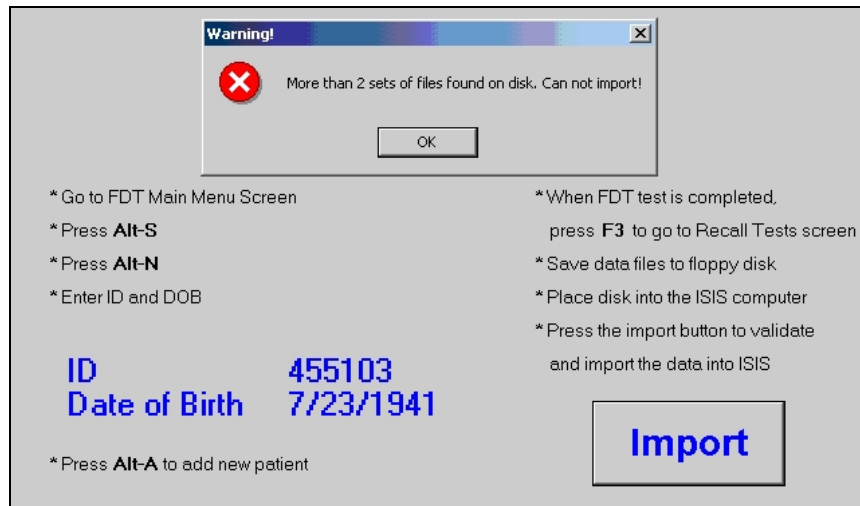 Warning!
More than 2 sets of files found on disk. Can not import!
OK
* Go to FDT Main Menu Screen
* Press Alt-S
* Press Alt-N
* Enter ID and DOB
ID 455103
Date of Birth 7/23/1941
* Press Alt-A to add new patient
* When FDT test is completed,
press F3 to go to Recall Tests screen
* Save data files to floppy disk
* Place disk into the ISIS computer
* Press the import button to validate
and import the data into ISIS
Import